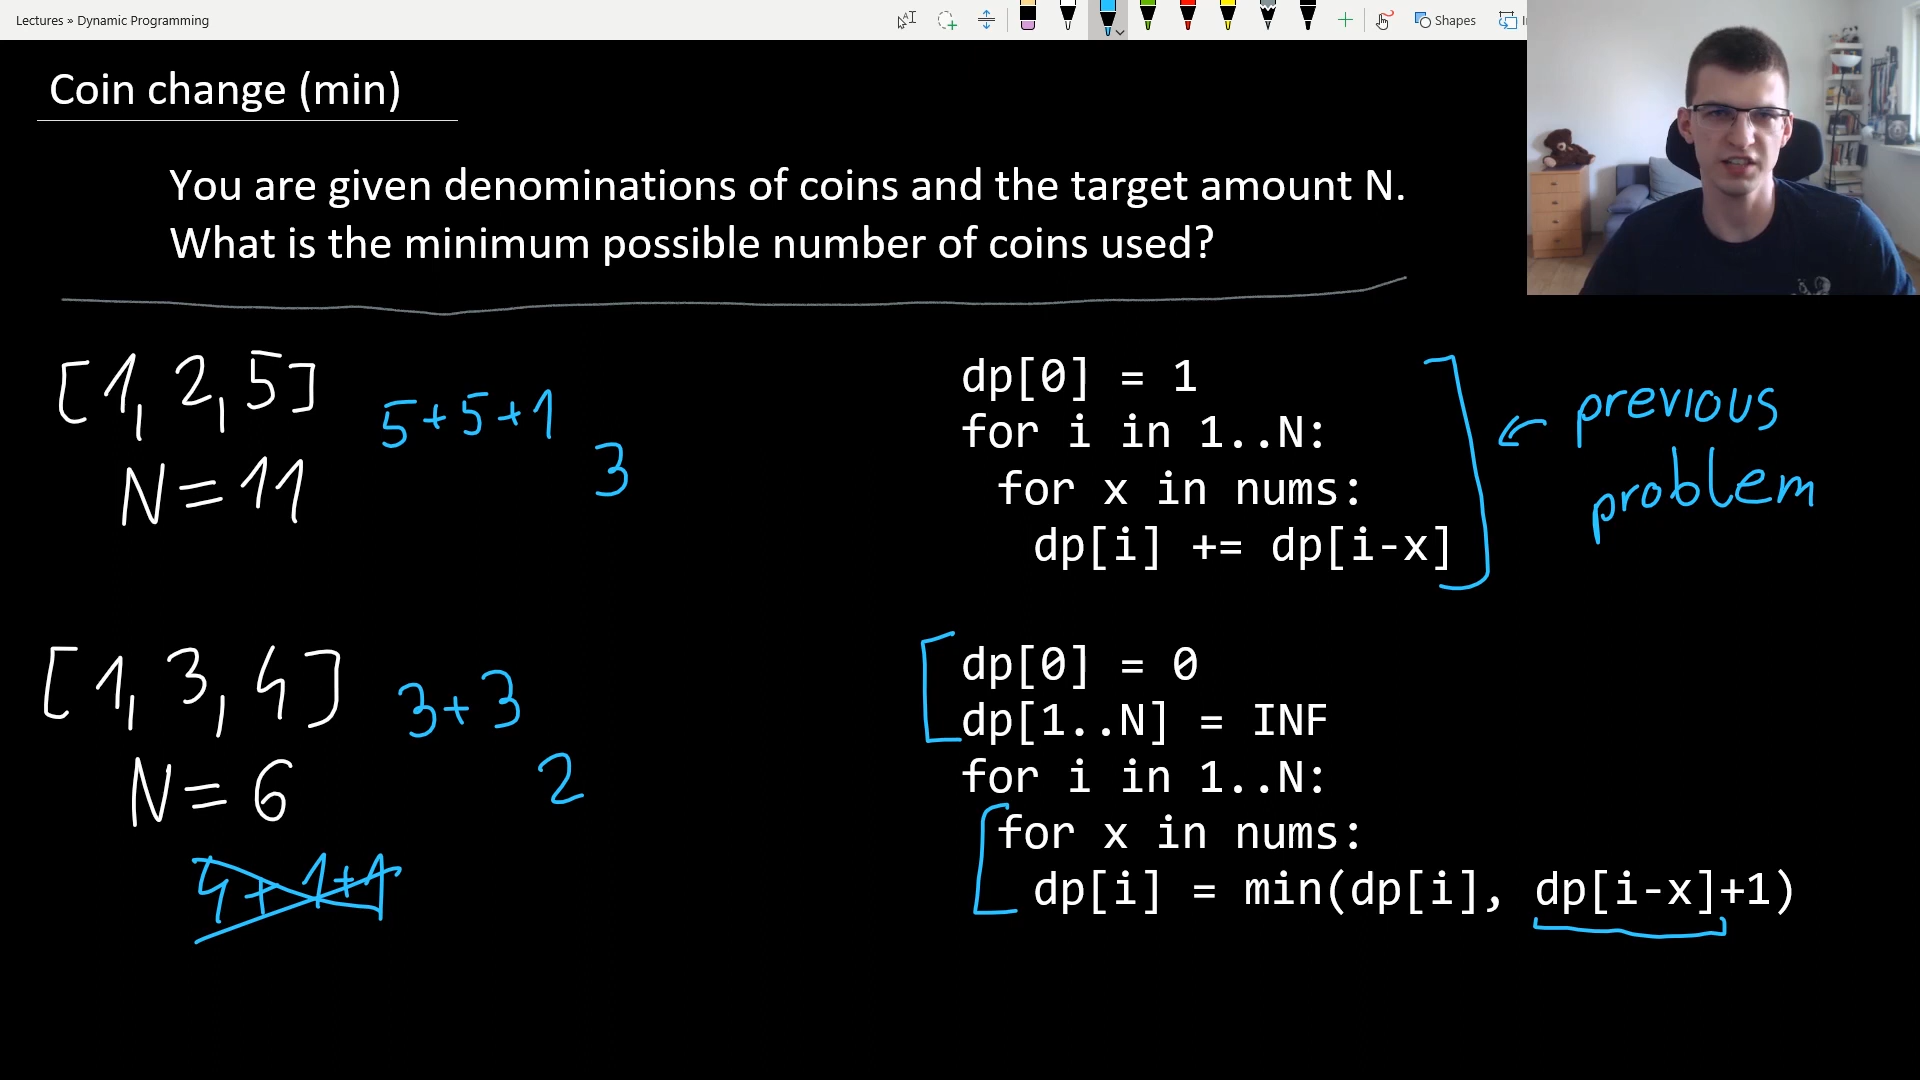 Lectures » Dynamic Programming
Shapes
Coin change (min)
You are given denominations of coins and the target amount N.
What is the minimum possible number of coins used?
[1, 2, 5]
5+5+1
N=11
3
dp[0] = 1
for i in 1..N:
for x in nums:
dp[i] += dp[i-x]
previous
problem
[1, 3, 4]
3+3
N=6
2
4+1+1
dp[0] = 0
dp[1..N] = INF
for i in 1..N:
for x in nums:
dp[i] = min(dp[i], dp[i-x]+1)